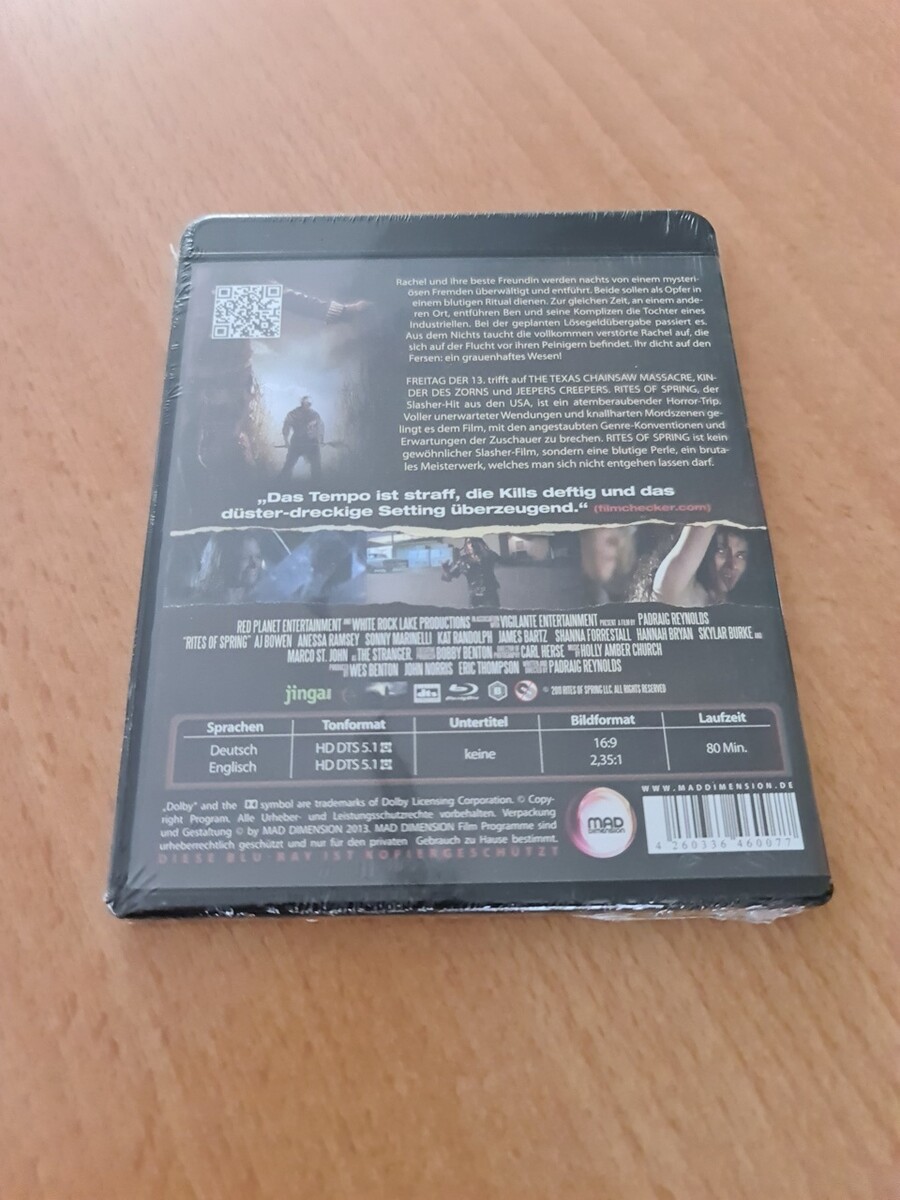 Rachel und ihre beste Freundin werden nachts von einem mysteri-
ösen Fremden überwältigt und entführt. Beide sollen als Opfer in
einem blutigen Ritual dienen. Zur gleichen Zeit, an einem ande-
ren Ort, entführen Ben und seine Komplizen die Tochter eines
Industriellen. Bei der geplanten Lösegeldübergabe passiert es.
Aus dem Nichts taucht die vollkommen verstörte Rachel auf, die
sich auf der Flucht vor ihren Peinigern befindet. Ihr dicht auf den
Fersen: ein grauenhaftes Wesen!
FREITAG DER 13. trifft auf THE TEXAS CHAINSAW MASSACRE, KIN-
DER DES ZORNS und JEEPERS CREEPERS. RITES OF SPRING, der
Slasher-Hit aus den USA, ist ein atemberaubender Horror-Trip.
Voller unerwarteter Wendungen und knallharten Mordszenen ge-
lingt es dem Film, mit den angestaubten Genre-Konventionen und
Erwartungen der Zuschauer zu brechen. RITES OF SPRING ist kein
gewöhnlicher Slasher-Film, sondern eine blutige Perle, ein bruta-
les Meisterwerk, welches man sich nicht entgehen lassen darf.
„Das Tempo ist straff, die Kills deftig und das
düster-dreckige Setting überzeugend.“ (filmchecker.com)
RED PLANET ENTERTAINMENT AND WHITE ROCK LAKE PRODUCTIONS VIGILANTE ENTERTAINMENT PRESENT A FILM BY PADRAIG REYNOLDS
"RITES OF SPRING" AJ BOWEN ANESSA RAMSEY SONNY MARINELLI KAT RANDOLPH JAMES BARTZ SHANNA FORRESTALL HANNAH BRYAN SKYLAR BURKE AND
MARCO ST. JOHN AS THE STRANGER BOBBY BENTON CARL HERSE HOLLY AMBER CHURCH
WES BENTON JOHN NORRIS ERIC THOMPSON PADRAIG REYNOLDS
jinga dts Blu-ray © 2011 RITES OF SPRING LLC. ALL RIGHTS RESERVED
Sprachen Tonformat Untertitel Bildformat Laufzeit
Deutsch HD DTS 5.1 keine 16:9 80 Min.
Englisch HD DTS 5.1 2,35:1
WWW.MADDIMENSION.DE
„Dolby“ and the symbol are trademarks of Dolby Licensing Corporation. © Copy-
right Program. Alle Urheber- und Leistungsschutzrechte vorbehalten. Verpackung
und Gestaltung © by MAD DIMENSION 2013. MAD DIMENSION Film Programme sind
urheberrechtlich geschützt und nur für den privaten Gebrauch zu Hause bestimmt.
DIESE BLU-RAY IST KOPIERGESCHÜTZT
MAD
DIMENSION
4 260336 460077